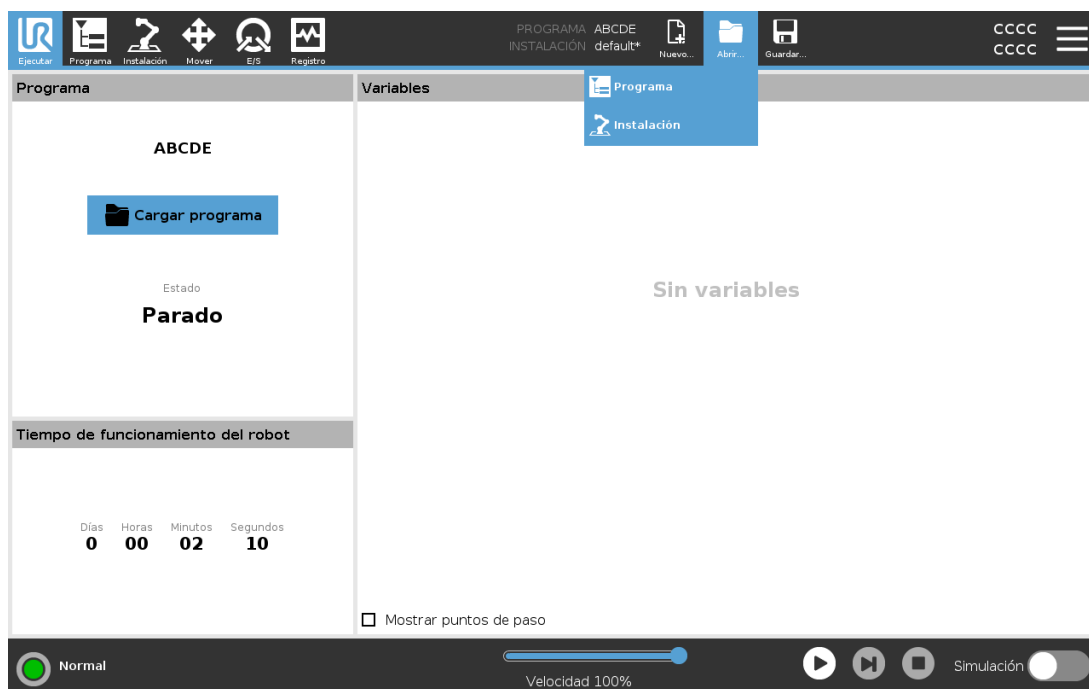 UR
Ejecutar Programa Instalación Mover E/S Registro
PROGRAMA ABCDE
INSTALACIÓN default*
Nuevo... Abrir... Guardar...
CCCC
CCCC
Programa
Instalación
Programa
ABCDE
Cargar programa
Estado
Parado
Variables
Sin variables
Tiempo de funcionamiento del robot
Días Horas Minutos Segundos
0 00 02 10
Mostrar puntos de paso
Normal
Velocidad 100%
Simulación